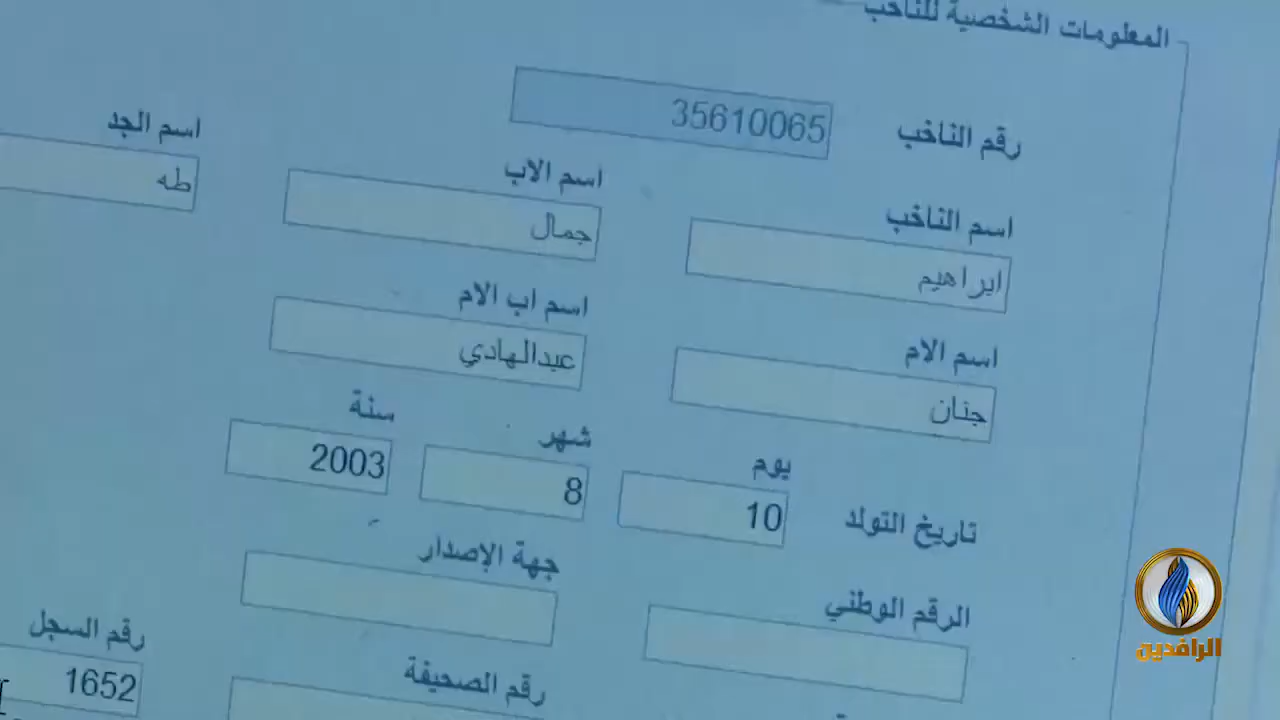 المعلومات الشخصية للناخب
رقم الناخب 35610065
اسم الناخب اسم الاب اسم الجد
ابراهيم جمال طه
اسم الام اسم اب الام
جنان عبدالهادي
يوم شهر سنة
تاريخ التولد 10 8 2003
الرقم الوطني جهة الإصدار
رقم الصحيفة رقم السجل
1652
الرافدين